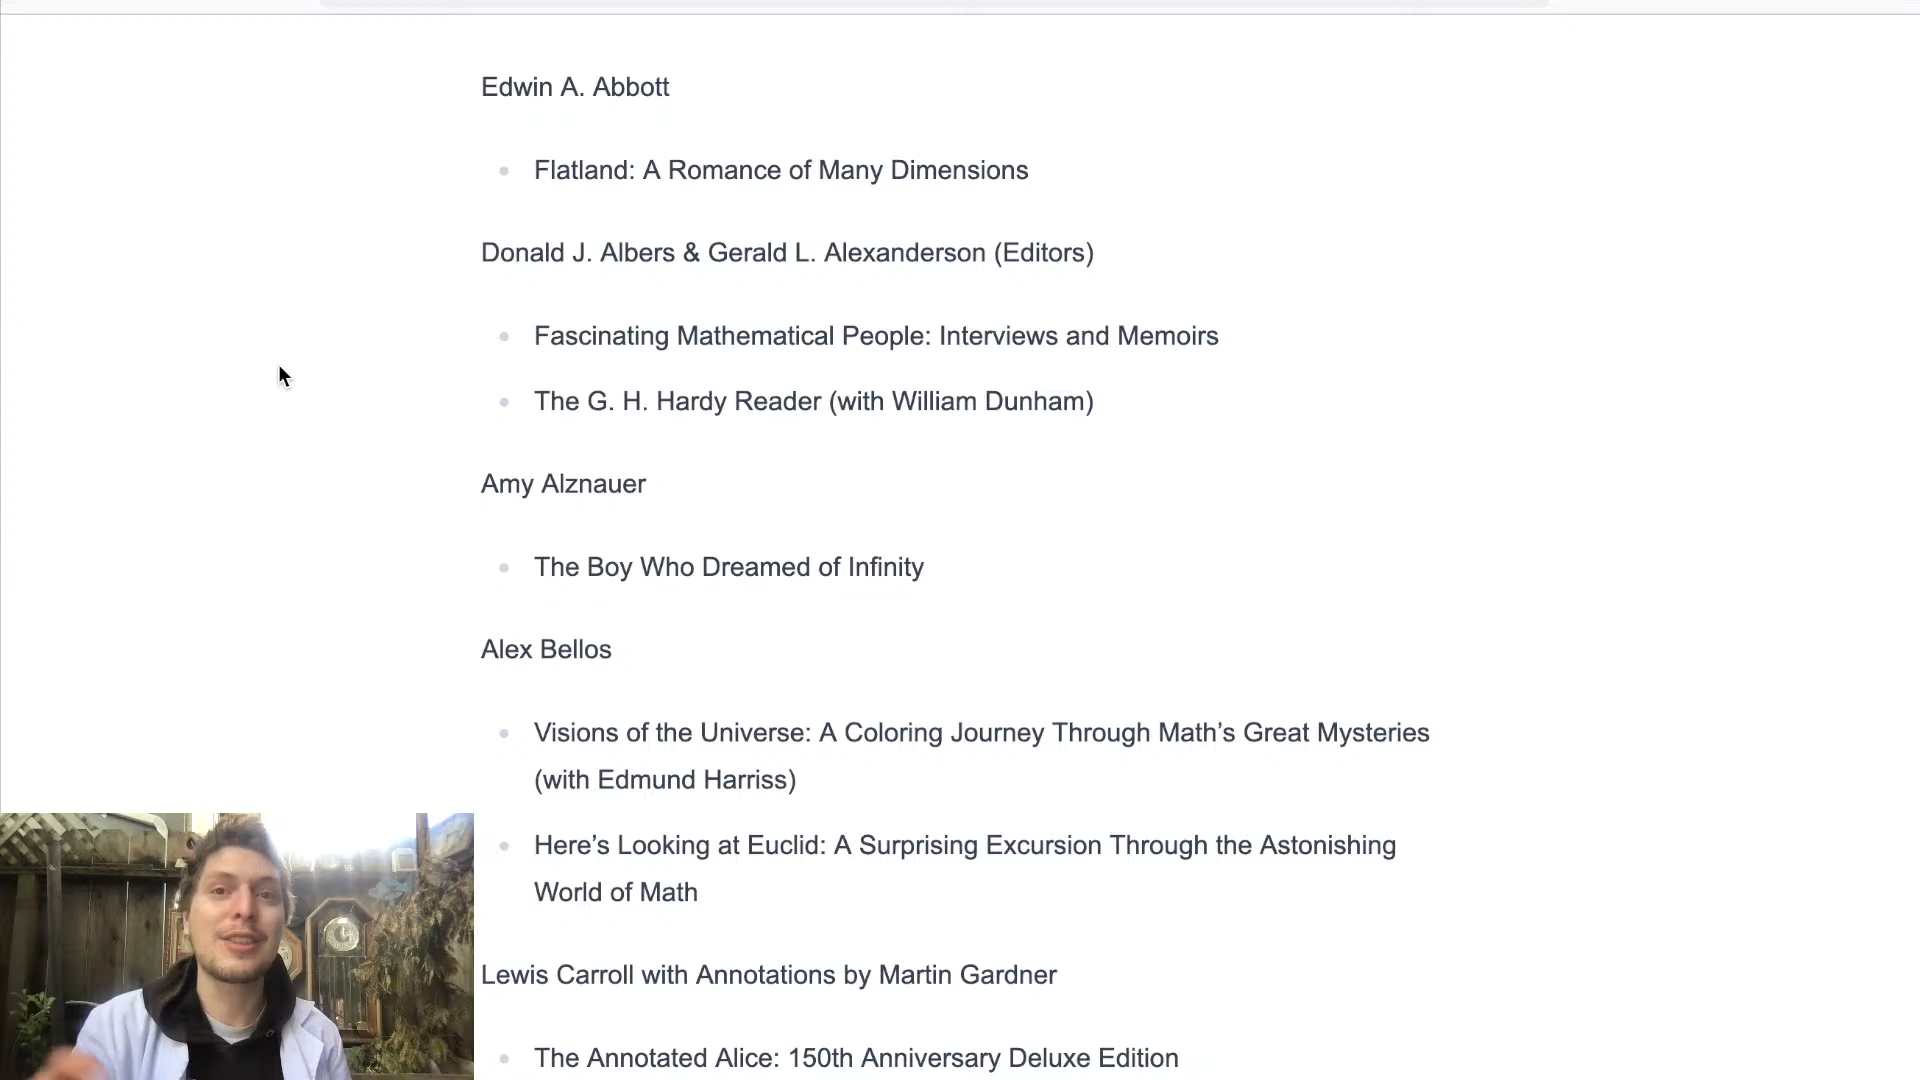 Edwin A. Abbott
Flatland: A Romance of Many Dimensions
Donald J. Albers & Gerald L. Alexanderson (Editors)
Fascinating Mathematical People: Interviews and Memoirs
The G. H. Hardy Reader (with William Dunham)
Amy Alznauer
The Boy Who Dreamed of Infinity
Alex Bellos
Visions of the Universe: A Coloring Journey Through Math’s Great Mysteries
(with Edmund Harriss)
Here’s Looking at Euclid: A Surprising Excursion Through the Astonishing
World of Math
Lewis Carroll with Annotations by Martin Gardner
The Annotated Alice: 150th Anniversary Deluxe Edition